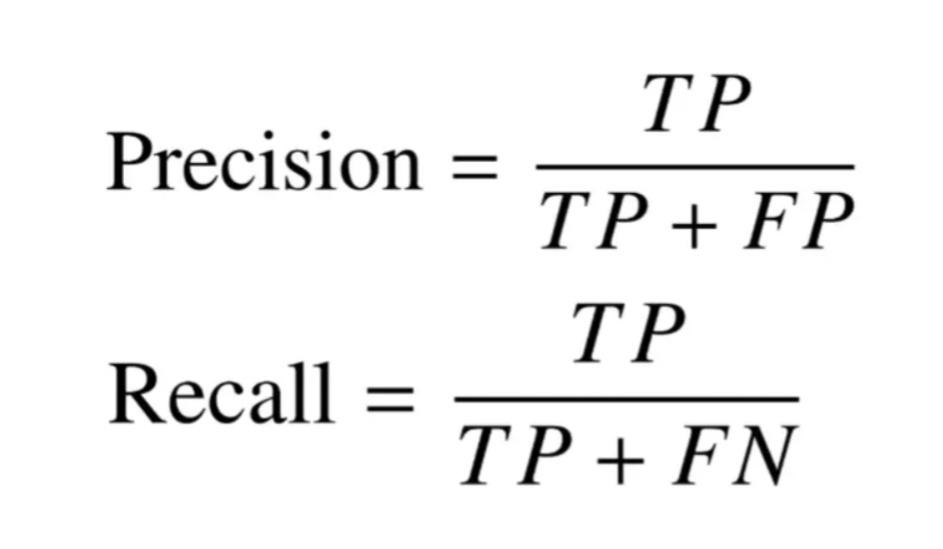 Precision = TP / TP + FP
Recall = TP / TP + FN